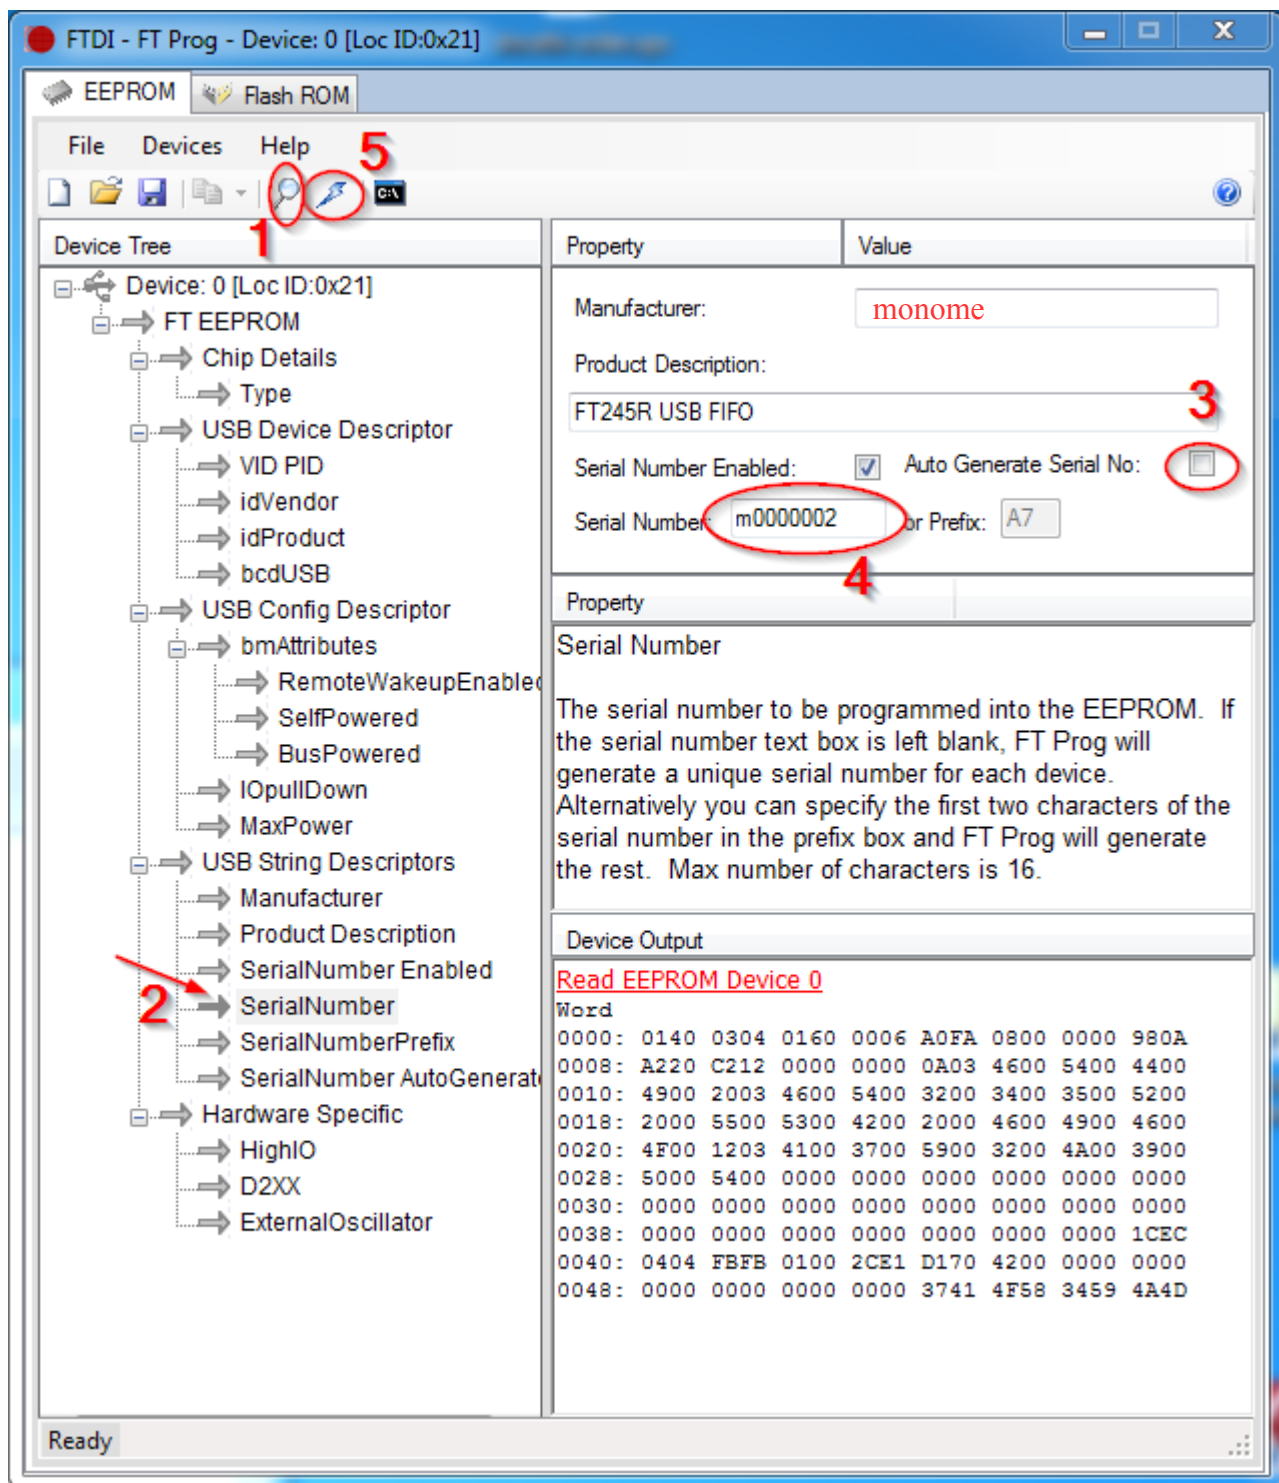 FTDI - FT Prog - Device: 0 [Loc ID:0x21]
EEPROM Flash ROM
File Devices Help 5
C:\
1
Device Tree
Device: 0 [Loc ID:0x21]
FT EEPROM
Chip Details
Type
USB Device Descriptor
VID PID
idVendor
idProduct
bcdUSB
USB Config Descriptor
bmAttributes
RemoteWakeupEnabled
SelfPowered
BusPowered
IOpullDown
MaxPower
USB String Descriptors
Manufacturer
Product Description
SerialNumber Enabled
2 SerialNumber
SerialNumberPrefix
SerialNumber AutoGenerate
Hardware Specific
HighIO
D2XX
ExternalOscillator
Property Value
Manufacturer: monome
Product Description:
FT245R USB FIFO
3
Serial Number Enabled: Auto Generate Serial No:
Serial Number: m0000002 or Prefix: A7
4
Property
Serial Number
The serial number to be programmed into the EEPROM. If
the serial number text box is left blank, FT Prog will
generate a unique serial number for each device.
Alternatively you can specify the first two characters of the
serial number in the prefix box and FT Prog will generate
the rest. Max number of characters is 16.
Device Output
Read EEPROM Device 0
Word
0000: 0140 0304 0160 0006 A0FA 0800 0000 980A
0008: A220 C212 0000 0000 0A03 4600 5400 4400
0010: 4900 2003 4600 5400 3200 3400 3500 5200
0018: 2000 5500 5300 4200 2000 4600 4900 4600
0020: 4F00 1203 4100 3700 5900 3200 4A00 3900
0028: 5000 5400 0000 0000 0000 0000 0000 0000
0030: 0000 0000 0000 0000 0000 0000 0000 0000
0038: 0000 0000 0000 0000 0000 0000 0000 1CEC
0040: 0404 FBFB 0100 2CE1 D170 4200 0000 0000
0048: 0000 0000 0000 0000 3741 4F58 3459 4A4D
Ready